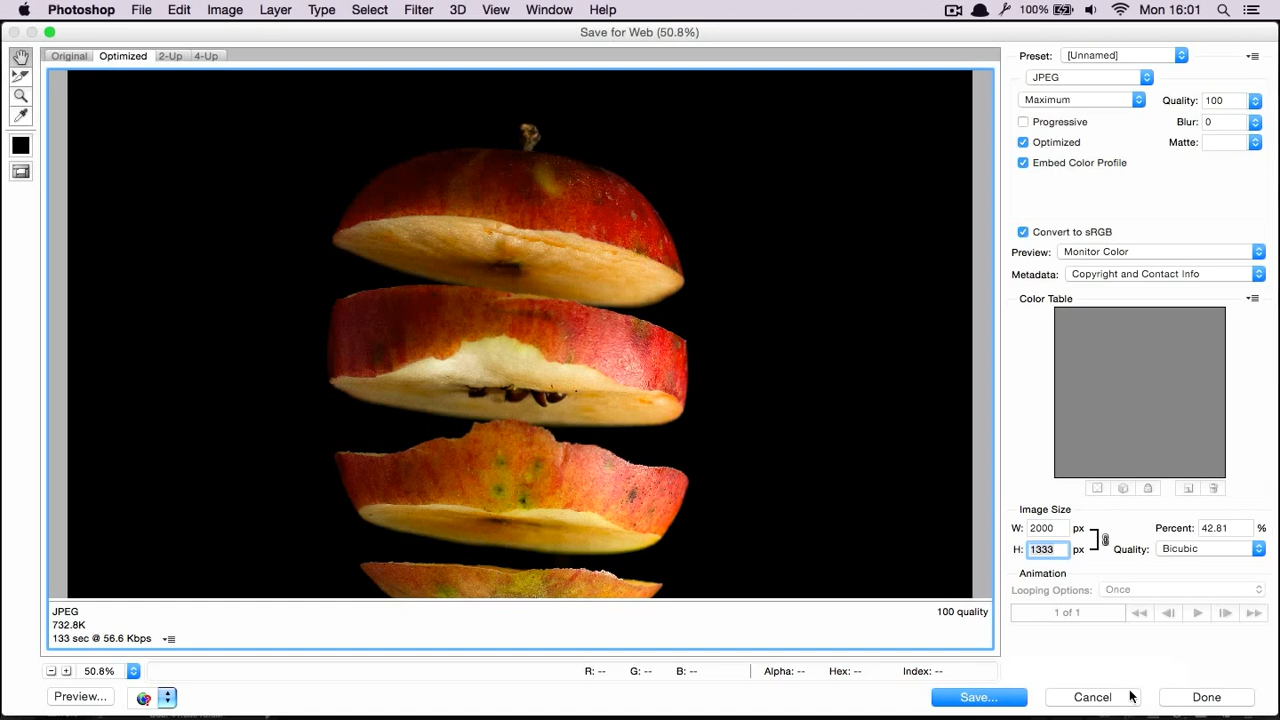 Photoshop File Edit Image Layer Type Select Filter 3D View Window Help 100% Mon 16:01
Save for Web (50.8%)
Original Optimized 2-Up 4-Up
Preset: [Unnamed]
JPEG
Maximum Quality: 100
Progressive Blur: 0
Optimized Matte:
Embed Color Profile
Convert to sRGB
Preview: Monitor Color
Metadata: Copyright and Contact Info
Color Table
Image Size
W: 2000 px Percent: 42.81 %
H: 1333 px Quality: Bicubic
Animation
Looping Options: Once
1 of 1
JPEG 100 quality
732.8K
133 sec @ 56.6 Kbps
50.8% R: -- G: -- B: -- Alpha: -- Hex: -- Index: --
Preview... Save... Cancel Done